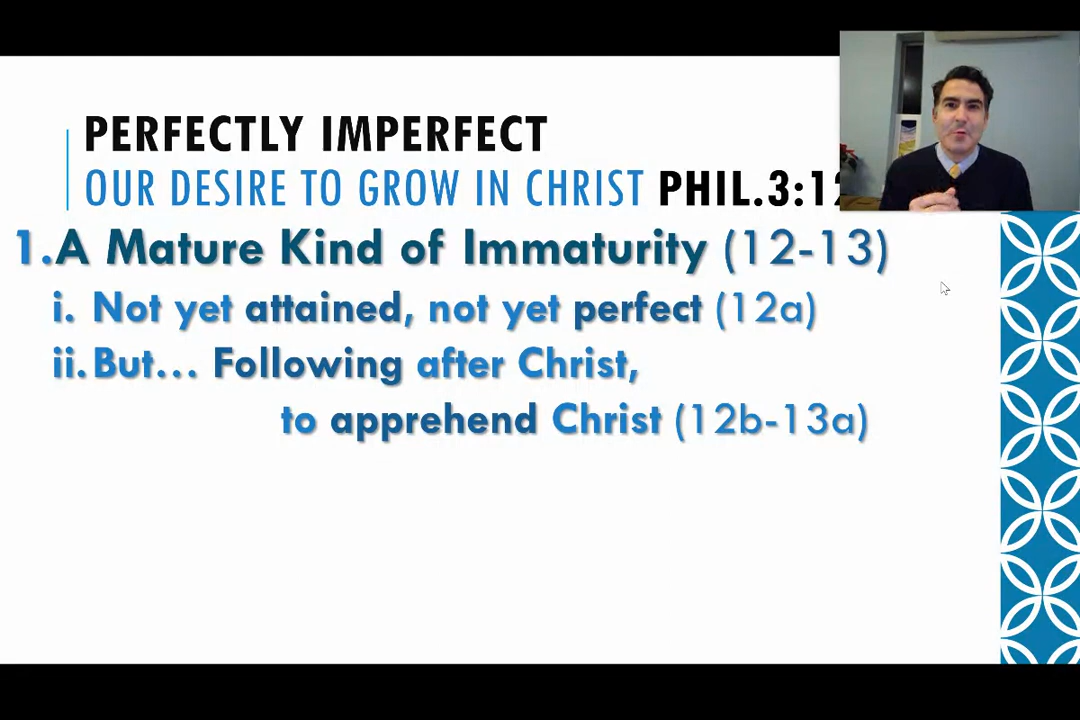 PERFECTLY IMPERFECT
OUR DESIRE TO GROW IN CHRIST PHIL.3:12
1.A Mature Kind of Immaturity (12-13)
i. Not yet attained, not yet perfect (12a)
ii.But... Following after Christ,
to apprehend Christ (12b-13a)